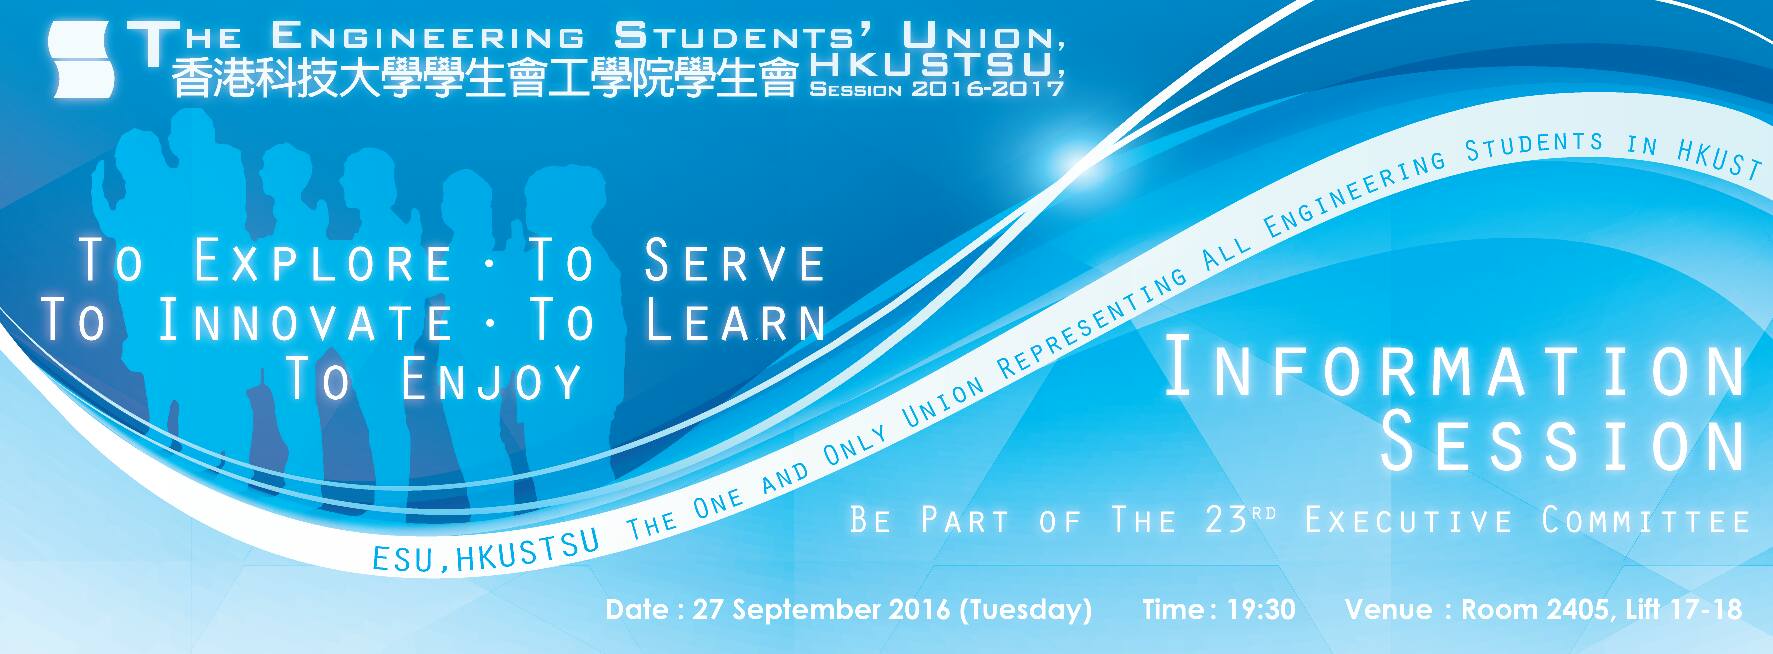 The Engineering Students' Union,
香港科技大學學生會工學院學生會 HKUSTSU,
Session 2016-2017
To Explore · To Serve
To Innovate · To Learn
To Enjoy
ESU,HKUSTSU The One and Only Union Representing All Engineering Students in HKUST
Information
Session
Be Part of The 23rd Executive Committee
Date : 27 September 2016 (Tuesday) Time : 19:30 Venue : Room 2405, Lift 17-18